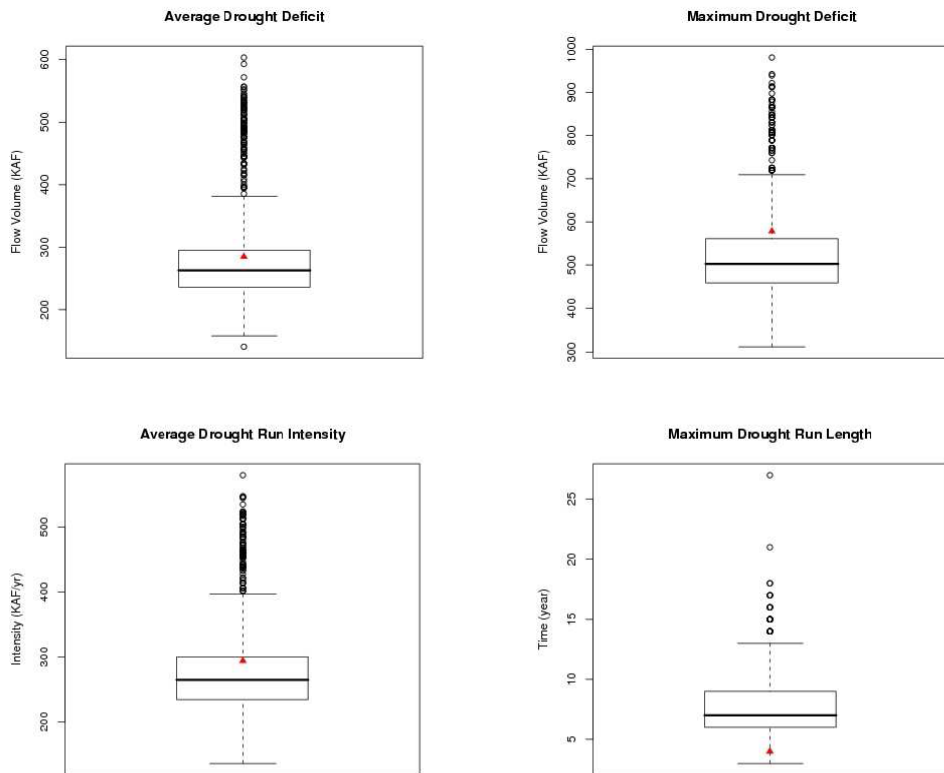 Average Drought Deficit
Maximum Drought Deficit
Flow Volume (KAF)
600
500
400
300
200
Flow Volume (KAF)
1000
900
800
700
600
500
400
300
Average Drought Run Intensity
Maximum Drought Run Length
Intensity (KAF/yr)
500
400
300
200
Time (year)
25
20
15
10
5